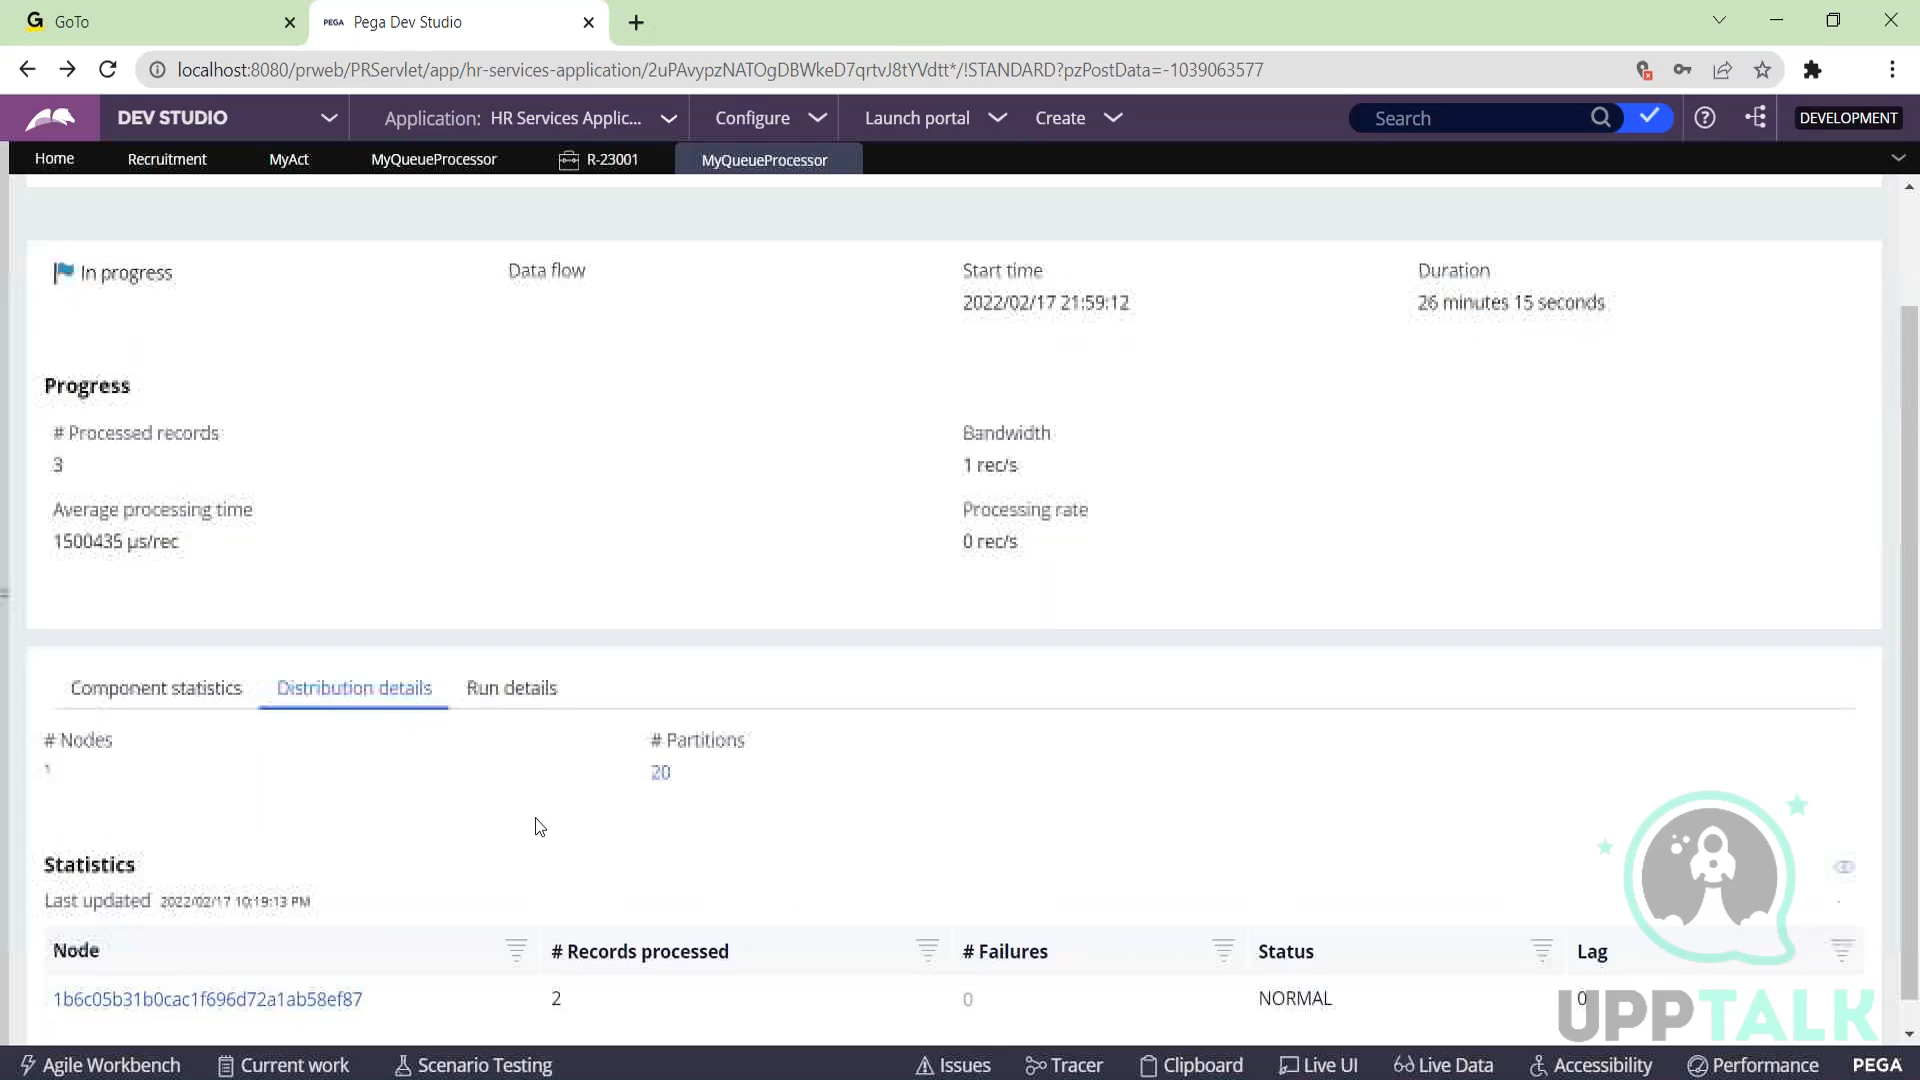 G GoTo
PEGA Pega Dev Studio
localhost:8080/prweb/PRServlet/app/hr-services-application/2uPAvypzNATOgDBWkeD7qrtvJ8tYVdtt*/!STANDARD?pzPostData=-1039063577
DEV STUDIO
Application: HR Services Applic...
Configure
Launch portal
Create
Search
DEVELOPMENT
Home
Recruitment
MyAct
MyQueueProcessor
R-23001
MyQueueProcessor
In progress
Data flow
Start time
Duration
2022/02/17 21:59:12
26 minutes 15 seconds
Progress
# Processed records
Bandwidth
3
1 rec/s
Average processing time
Processing rate
1500435 µs/rec
0 rec/s
Component statistics
Distribution details
Run details
# Nodes
# Partitions
1
20
Statistics
Last updated 2022/02/17 10:19:13 PM
Node
# Records processed
# Failures
Status
Lag
1b6c05b31b0cac1f696d72a1ab58ef87
2
0
NORMAL
0
UPPTALK
Agile Workbench
Current work
Scenario Testing
Issues
Tracer
Clipboard
Live UI
Live Data
Accessibility
Performance
PEGA